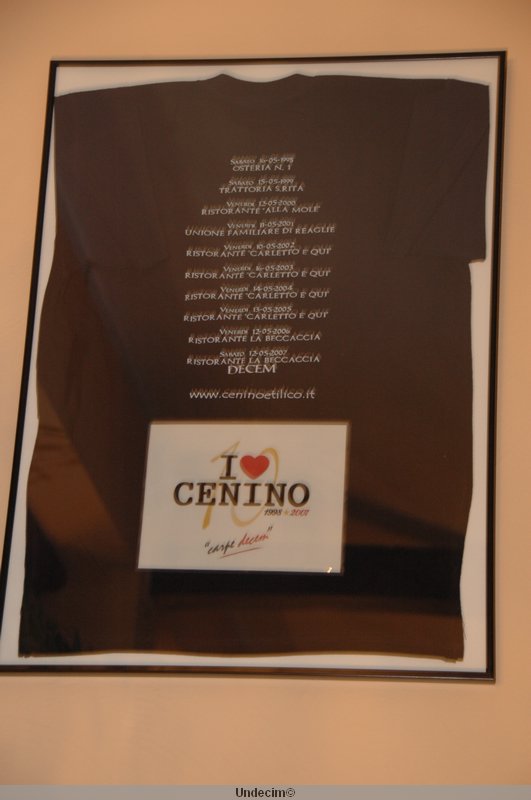 Sabato 16-05-1998
Osteria N. 1
Sabato 15-05-1999
Trattoria S.Rita
Venerdì 12-05-2000
Ristorante "Alla Mole"
Venerdì 11-05-2001
Unione Familiare di Reaglie
Venerdì 10-05-2002
Ristorante "Carletto è qui"
Venerdì 16-05-2003
Ristorante "Carletto è qui"
Venerdì 14-05-2004
Ristorante "Carletto è qui"
Venerdì 13-05-2005
Ristorante "Carletto è qui"
Venerdì 12-05-2006
Ristorante La Beccaccia
Sabato 12-05-2007
Ristorante La Beccaccia
DECEM
www.ceninoetilico.it
I ♥
10
CENINO
1998 + 2007
"carpe decem"
Undecim©